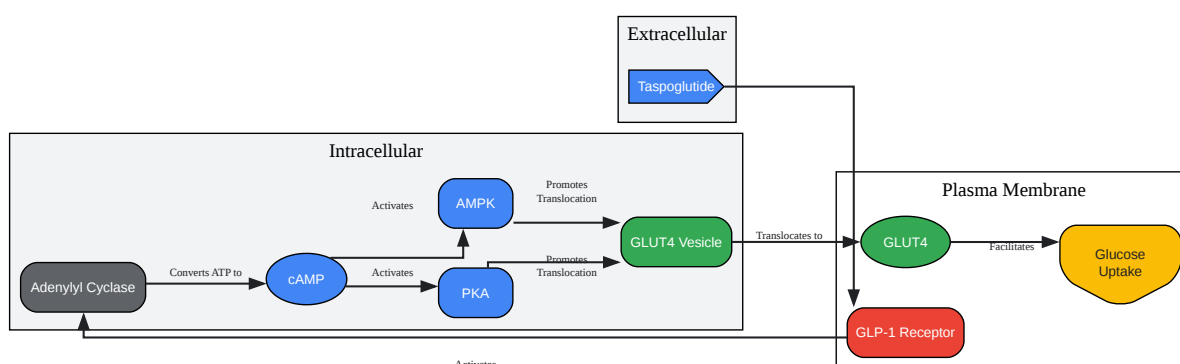 Extracellular
Taspoglutide
Intracellular
Plasma Membrane
Promotes
Translocation
Activates
AMPK
GLUT4 Vesicle
Translocates to
GLUT4
Facilitates
Glucose
Uptake
Promotes
Translocation
Converts ATP to
Activates
Adenylyl Cyclase
cAMP
PKA
GLP-1 Receptor
Activates